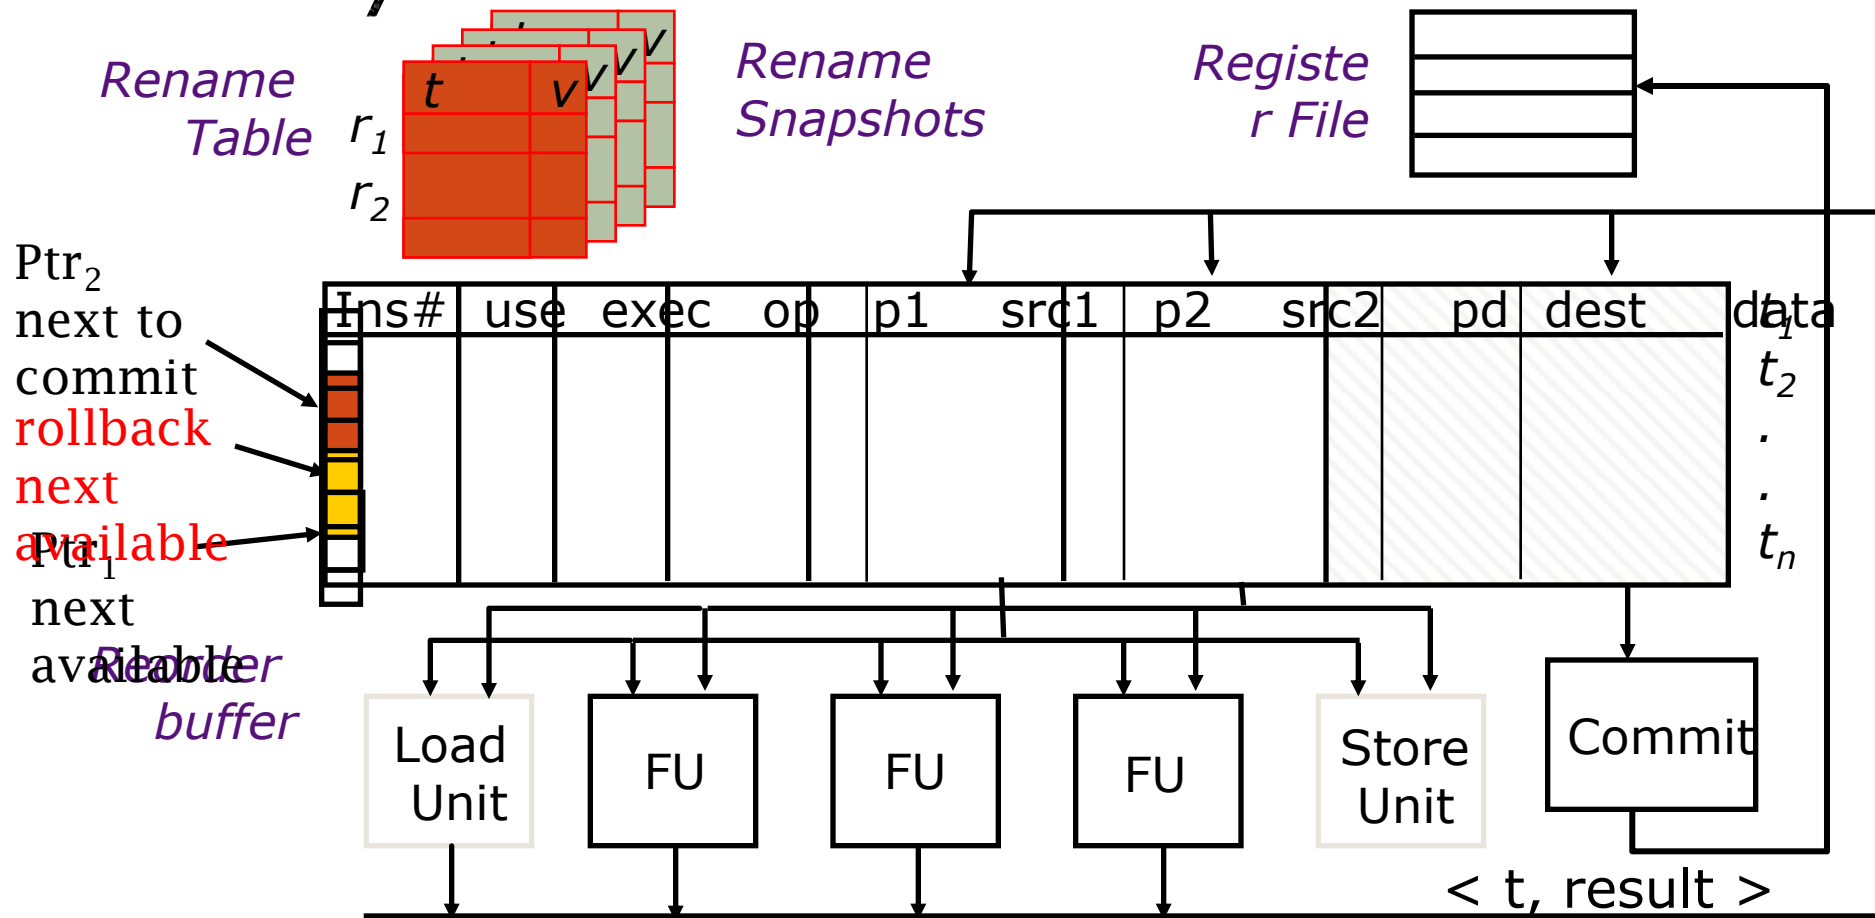 Rename
Table
t v
v
v
v
r1
r2
Rename
Snapshots
Registe
r File
Ptr2
next to
commit
rollback
next
available
Ptr1
next
available
Reorder
buffer
Ins# use exec op p1 src1 p2 src2 pd dest data
t1
t2
.
.
tn
Load
Unit
FU
FU
FU
Store
Unit
Commit
< t, result >